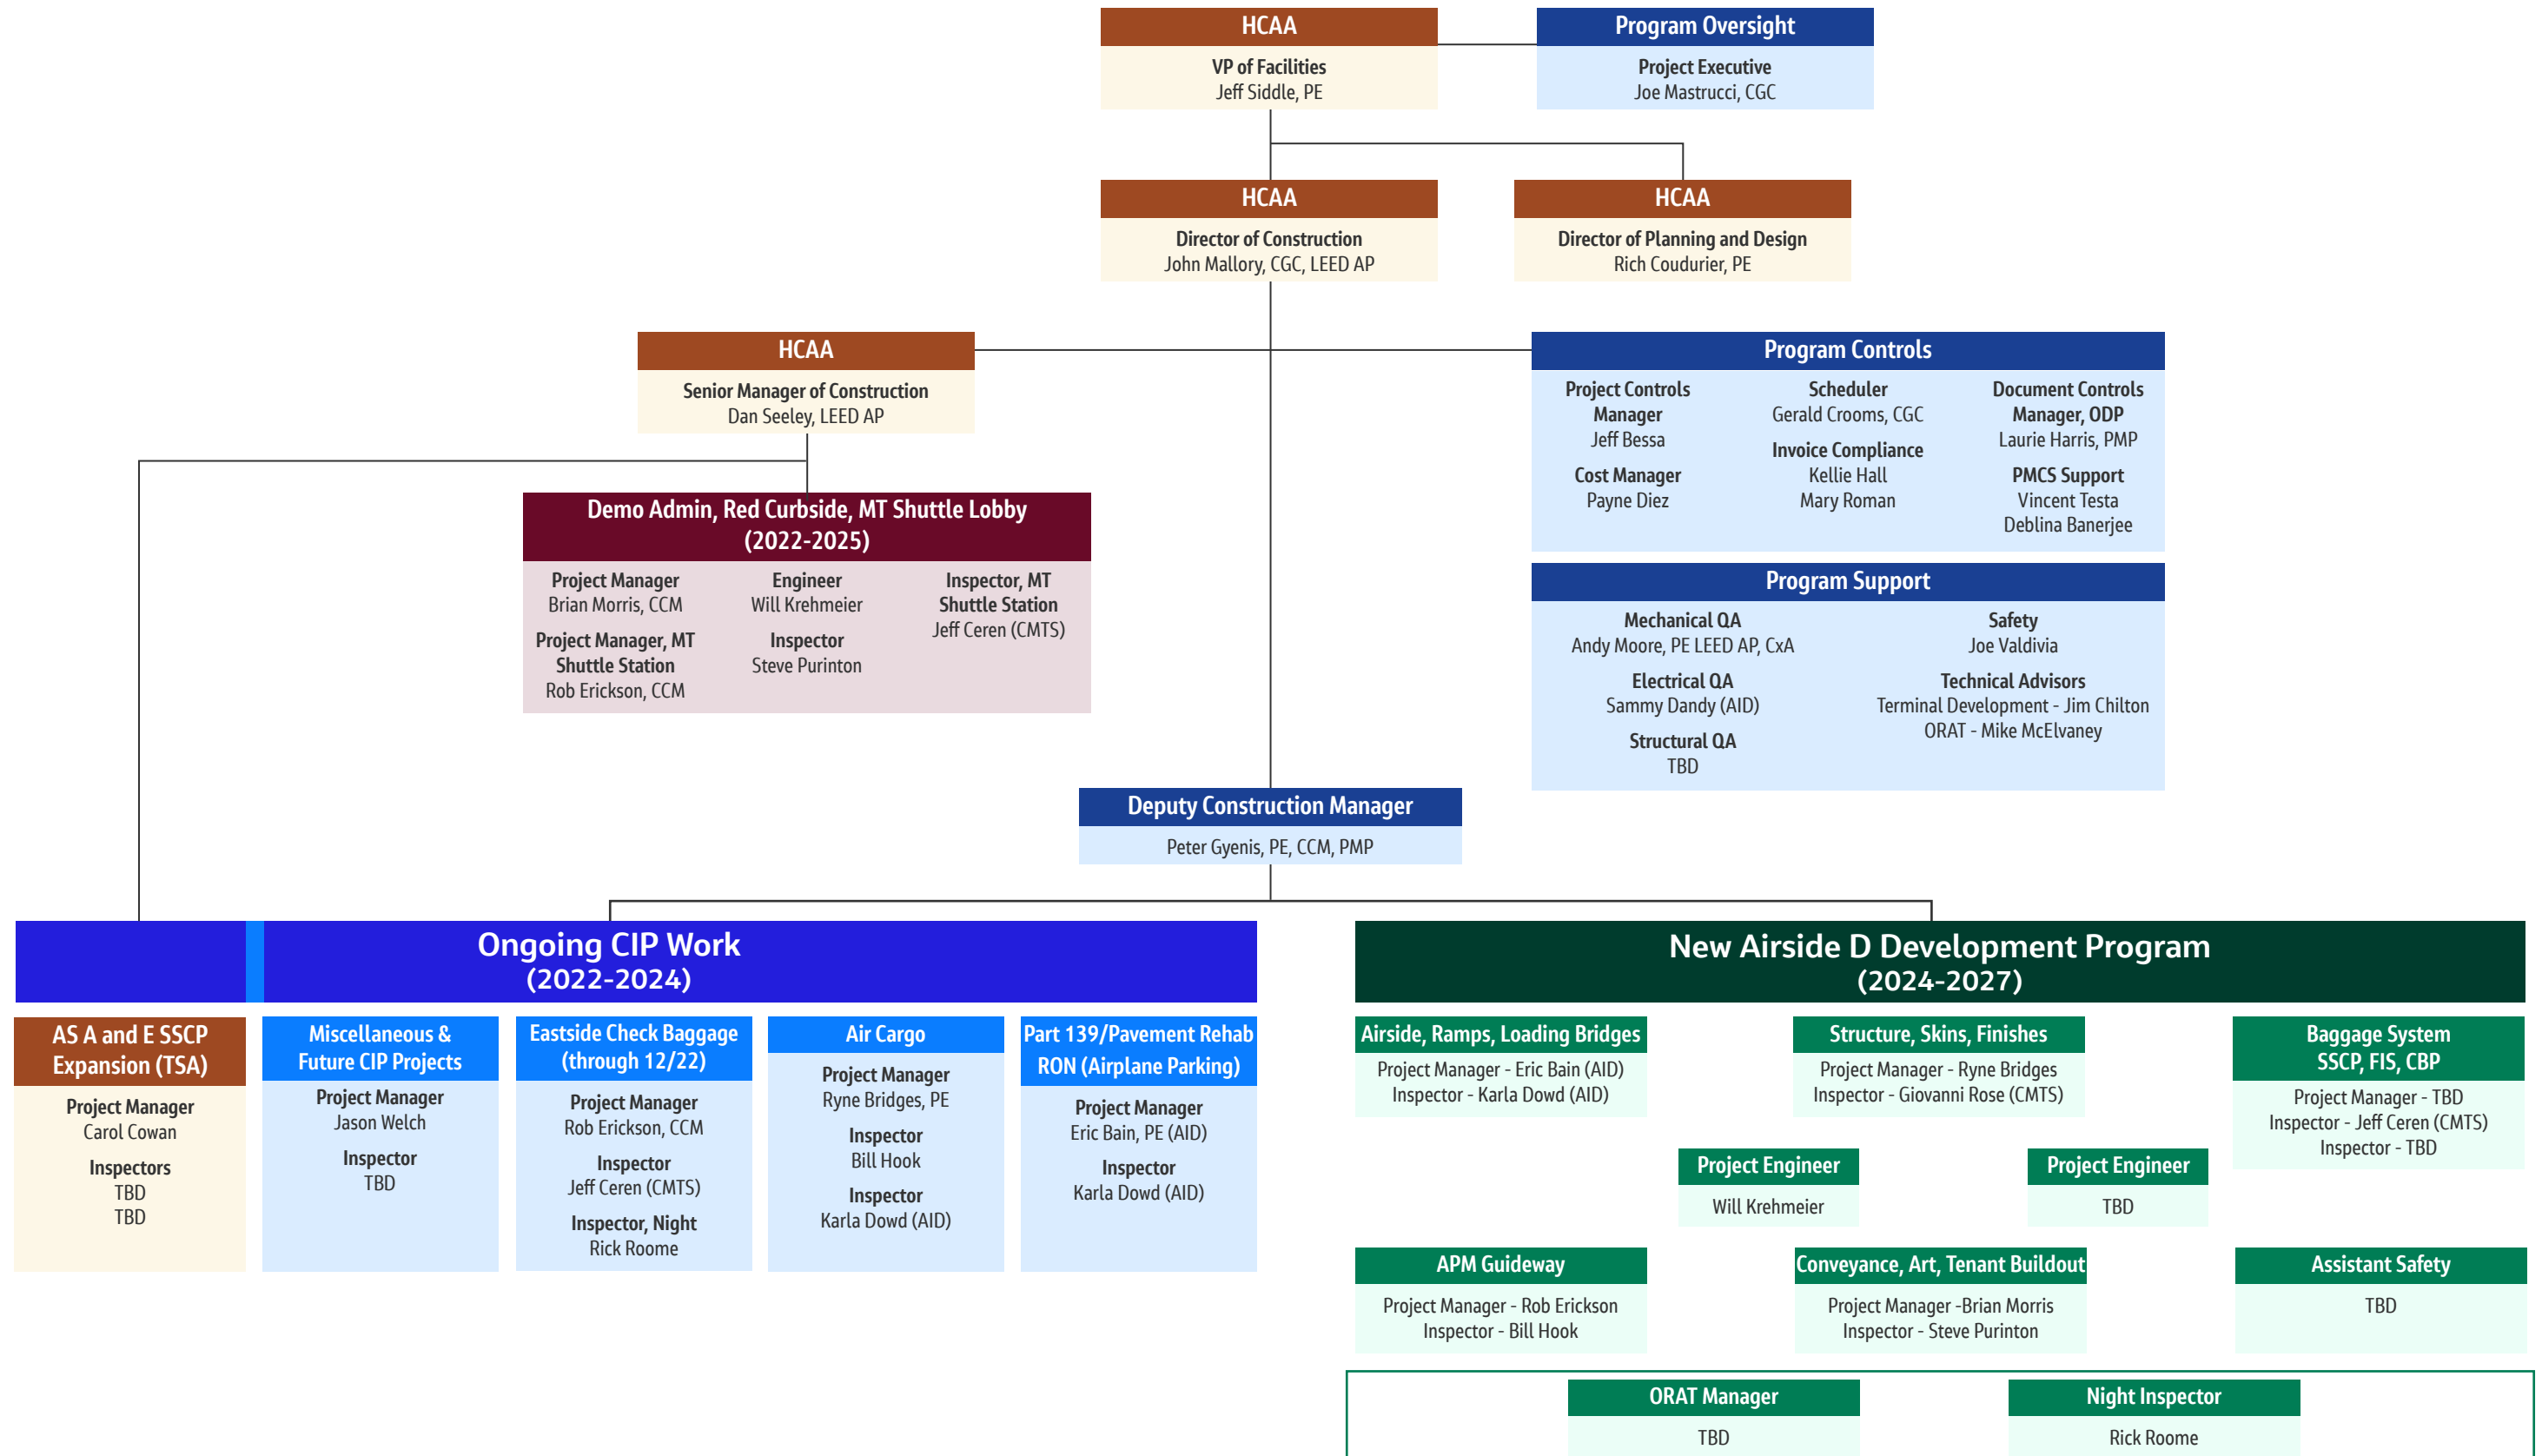 HCAA
VP of Facilities
Jeff Siddle, PE
Program Oversight
Project Executive
Joe Mastrucci, CGC
HCAA
Director of Construction
John Mallory, CGC, LEED AP
HCAA
Director of Planning and Design
Rich Coudurier, PE
HCAA
Senior Manager of Construction
Dan Seeley, LEED AP
Program Controls
Project Controls
Manager
Jeff Bessa
Cost Manager
Payne Diez
Scheduler
Gerald Crooms, CGC
Invoice Compliance
Kellie Hall
Mary Roman
Document Controls
Manager, ODP
Laurie Harris, PMP
PMCS Support
Vincent Testa
Deblina Banerjee
Demo Admin, Red Curbside, MT Shuttle Lobby
(2022-2025)
Project Manager
Brian Morris, CCM
Project Manager, MT
Shuttle Station
Rob Erickson, CCM
Engineer
Will Krehmeier
Inspector
Steve Purinton
Inspector, MT
Shuttle Station
Jeff Ceren (CMTS)
Program Support
Mechanical QA
Andy Moore, PE LEED AP, CxA
Electrical QA
Sammy Dandy (AID)
Structural QA
TBD
Safety
Joe Valdivia
Technical Advisors
Terminal Development - Jim Chilton
ORAT - Mike McElvaney
Deputy Construction Manager
Peter Gyenis, PE, CCM, PMP
Ongoing CIP Work
(2022-2024)
AS A and E SSCP
Expansion (TSA)
Project Manager
Carol Cowan
Inspectors
TBD
TBD
Miscellaneous &
Future CIP Projects
Project Manager
Jason Welch
Inspector
TBD
Eastside Check Baggage
(through 12/22)
Project Manager
Rob Erickson, CCM
Inspector
Jeff Ceren (CMTS)
Inspector, Night
Rick Roome
Air Cargo
Project Manager
Ryne Bridges, PE
Inspector
Bill Hook
Inspector
Karla Dowd (AID)
Part 139/Pavement Rehab
RON (Airplane Parking)
Project Manager
Eric Bain, PE (AID)
Inspector
Karla Dowd (AID)
New Airside D Development Program
(2024-2027)
Airside, Ramps, Loading Bridges
Project Manager - Eric Bain (AID)
Inspector - Karla Dowd (AID)
Structure, Skins, Finishes
Project Manager - Ryne Bridges
Inspector - Giovanni Rose (CMTS)
Baggage System
SSCP, FIS, CBP
Project Manager - TBD
Inspector - Jeff Ceren (CMTS)
Inspector - TBD
Project Engineer
Will Krehmeier
Project Engineer
TBD
APM Guideway
Project Manager - Rob Erickson
Inspector - Bill Hook
Conveyance, Art, Tenant Buildout
Project Manager -Brian Morris
Inspector - Steve Purinton
Assistant Safety
TBD
ORAT Manager
TBD
Night Inspector
Rick Roome